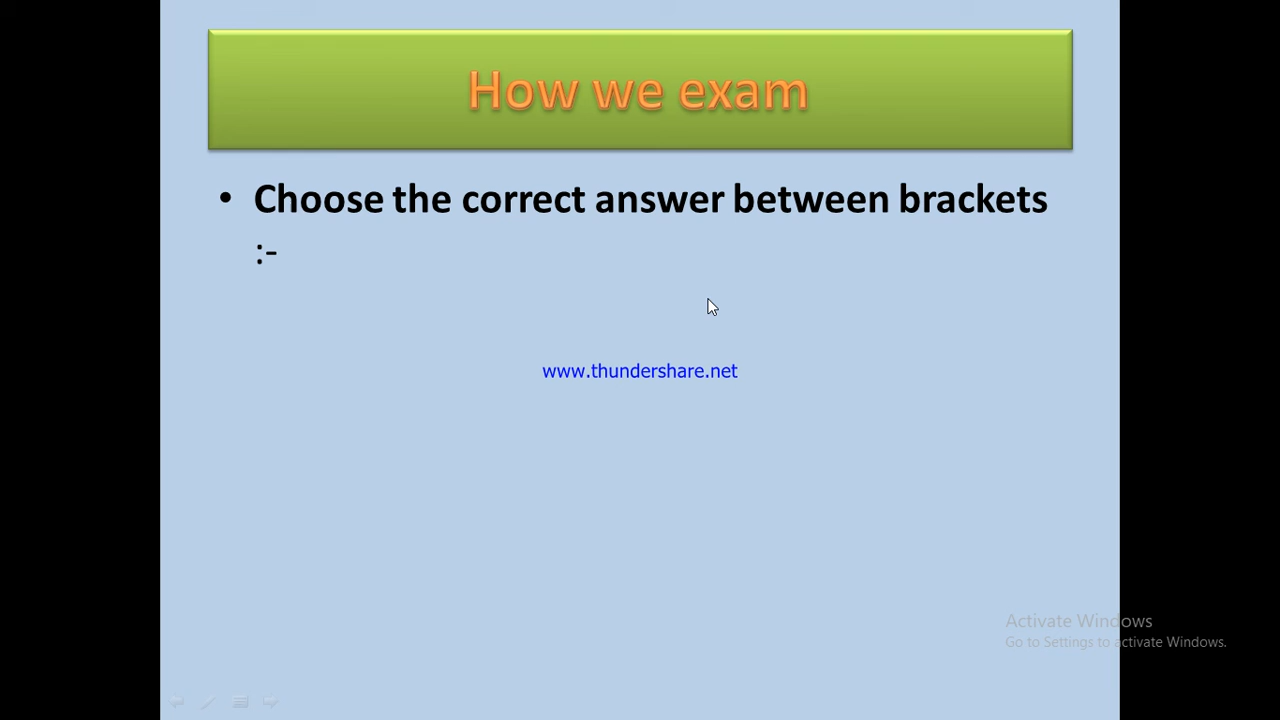 How we exam
• Choose the correct answer between brackets
:-
www.thundershare.net
Activate Windows
Go to Settings to activate Windows.